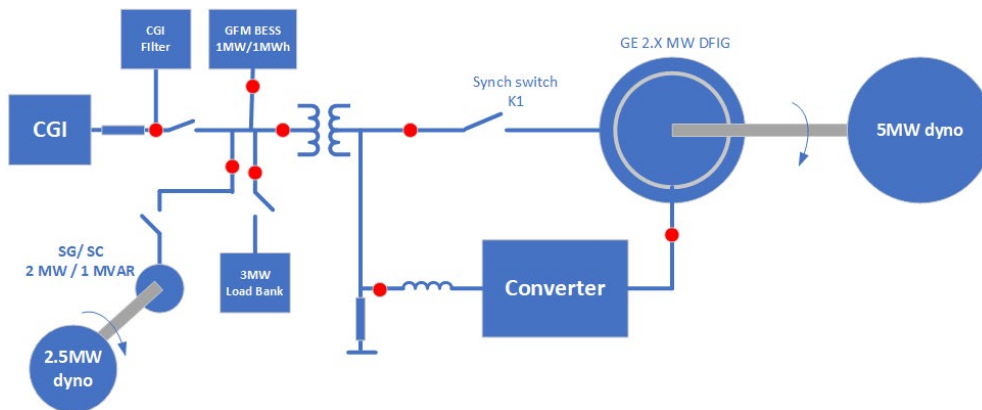 CGI
FIlter
GFM BESS
1MW/1MWh
GE 2.X MW DFIG
Synch switch
K1
CGI
5MW dyno
SG/ SC
2 MW / 1 MVAR
3MW
Load Bank
Converter
2.5MW
dyno